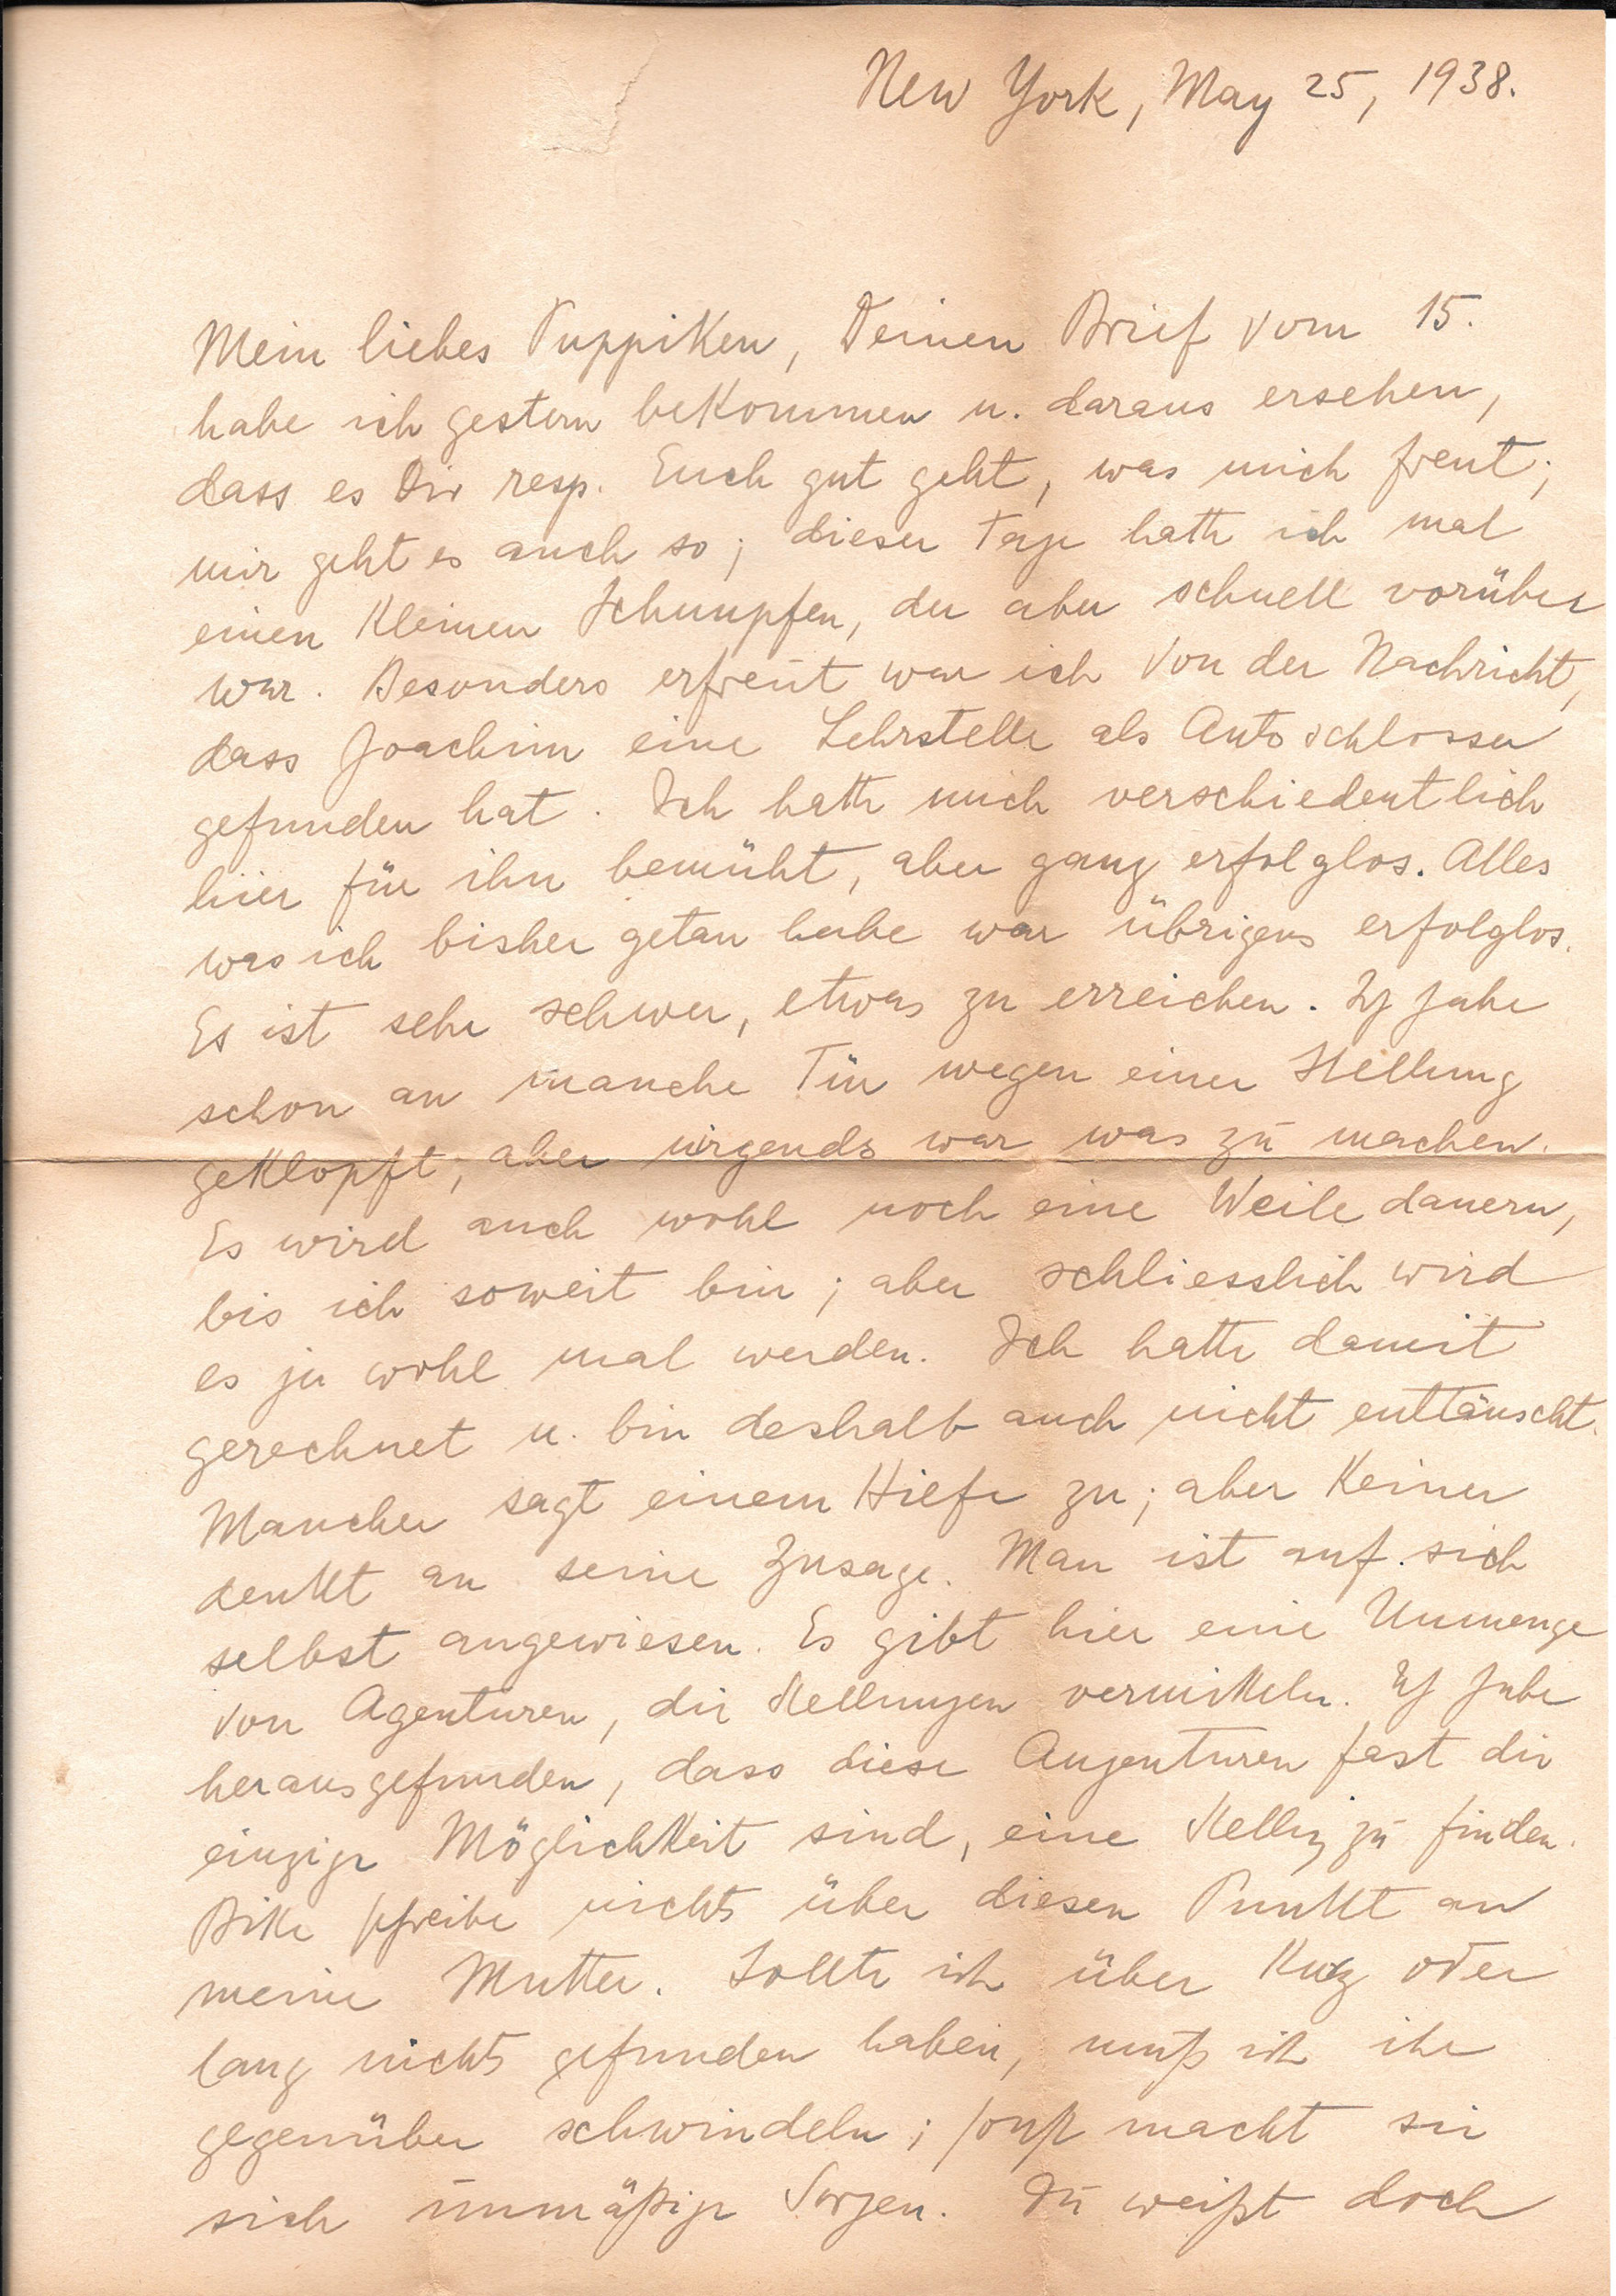 New York, May 25, 1938.
Mein liebes Puppiken, Deinen Brief vom 15.
habe ich gestern bekommen u. daraus ersehen,
dass es Dir resp. Euch gut geht, was mich freut;
mir geht es auch so; dieser Tage hatte ich mal
einen kleinen Schnupfen, der aber schnell vorüber
war. Besonders erfreut war ich von der Nachricht,
dass Joachim eine Lehrstelle als Autoschlosser
gefunden hat. Ich hatte mich verschiedentlich
hier für ihn bemüht, aber ganz erfolglos. Alles
was ich bisher getan habe war übrigens erfolglos.
Es ist sehr schwer, etwas zu erreichen. Ich habe
schon an manche Tür wegen einer Stellung
geklopft, aber nirgends war was zu machen.
Es wird auch wohl noch eine Weile dauern,
bis ich soweit bin; aber schliesslich wird
es ja wohl mal werden. Ich hatte damit
gerechnet u. bin deshalb auch nicht enttäuscht.
Mancher sagt einem Hilfe zu; aber keiner
denkt an seine Zusage. Man ist auf sich
selbst angewiesen. Es gibt hier eine Unmenge
von Agenturen, die Stellungen vermitteln. Ich habe
herausgefunden, dass diese Angenturen fast die
einzige Möglichkeit sind, eine Stellung zu finden.
Bitte schreibe nichts über diesen Punkt an
meine Mutter. Sollte ich über kurz oder
lang nichts gefunden haben, muß ich ihr
gegenüber schwindeln; sonst macht sie
sich unmäßige Sorgen. Du weißt doch